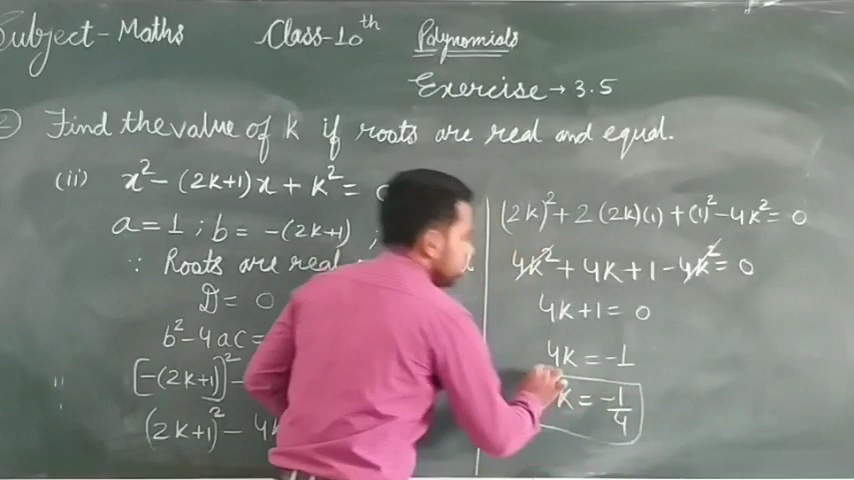 Subject - Maths Class-10th Polynomials
Exercise → 3.5
Find the value of k if roots are real and equal.
(ii) x² - (2k+1)x + k² = 0
a = 1 ; b = -(2k+1) ;
∵ Roots are real
D = 0
b² - 4ac =
[-(2k+1)]² -
(2k+1)² - 4k
(2k)² + 2(2k)(1) + (1)² - 4k² = 0
4k² + 4k + 1 - 4k² = 0
4k + 1 = 0
4k = -1
k = -1/4